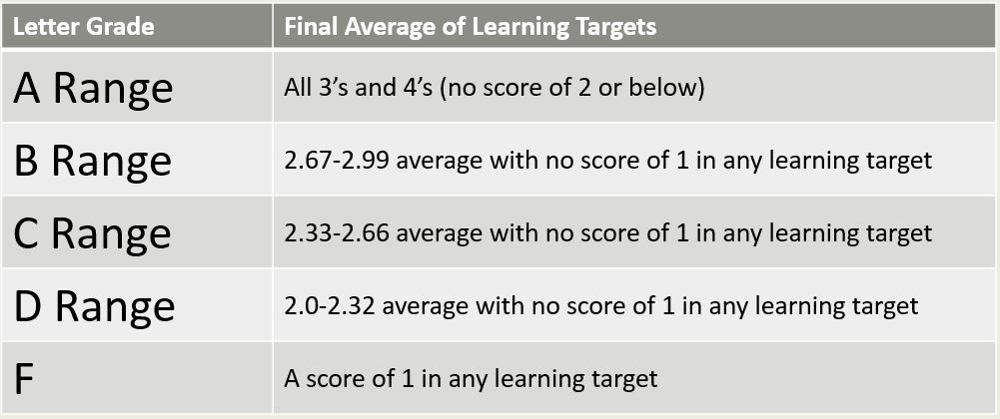 Letter Grade Final Average of Learning Targets
A Range All 3’s and 4’s (no score of 2 or below)
B Range 2.67-2.99 average with no score of 1 in any learning target
C Range 2.33-2.66 average with no score of 1 in any learning target
D Range 2.0-2.32 average with no score of 1 in any learning target
F A score of 1 in any learning target